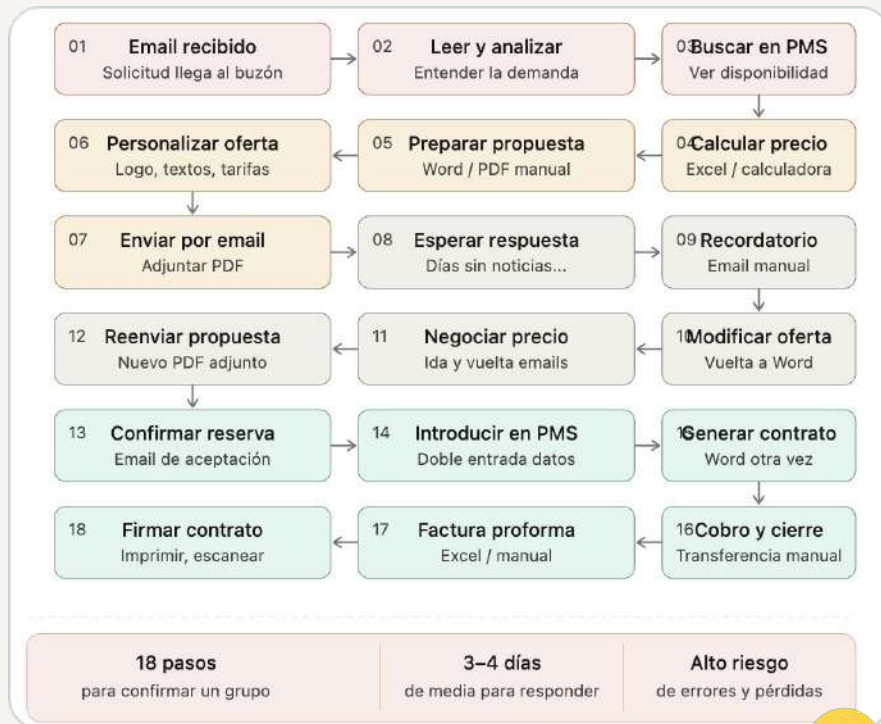 01 Email recibido
Solicitud llega al buzón
02 Leer y analizar
Entender la demanda
03 Buscar en PMS
Ver disponibilidad
04 Calcular precio
Excel / calculadora
05 Preparar propuesta
Word / PDF manual
06 Personalizar oferta
Logo, textos, tarifas
07 Enviar por email
Adjuntar PDF
08 Esperar respuesta
Días sin noticias...
09 Recordatorio
Email manual
10 Modificar oferta
Vuelta a Word
11 Negociar precio
Ida y vuelta emails
12 Reenviar propuesta
Nuevo PDF adjunto
13 Confirmar reserva
Email de aceptación
14 Introducir en PMS
Doble entrada datos
15 Generar contrato
Word otra vez
16 Cobro y cierre
Transferencia manual
17 Factura proforma
Excel / manual
18 Firmar contrato
Imprimir, escanear
18 pasos
para confirmar un grupo
3–4 días
de media para responder
Alto riesgo
de errores y pérdidas